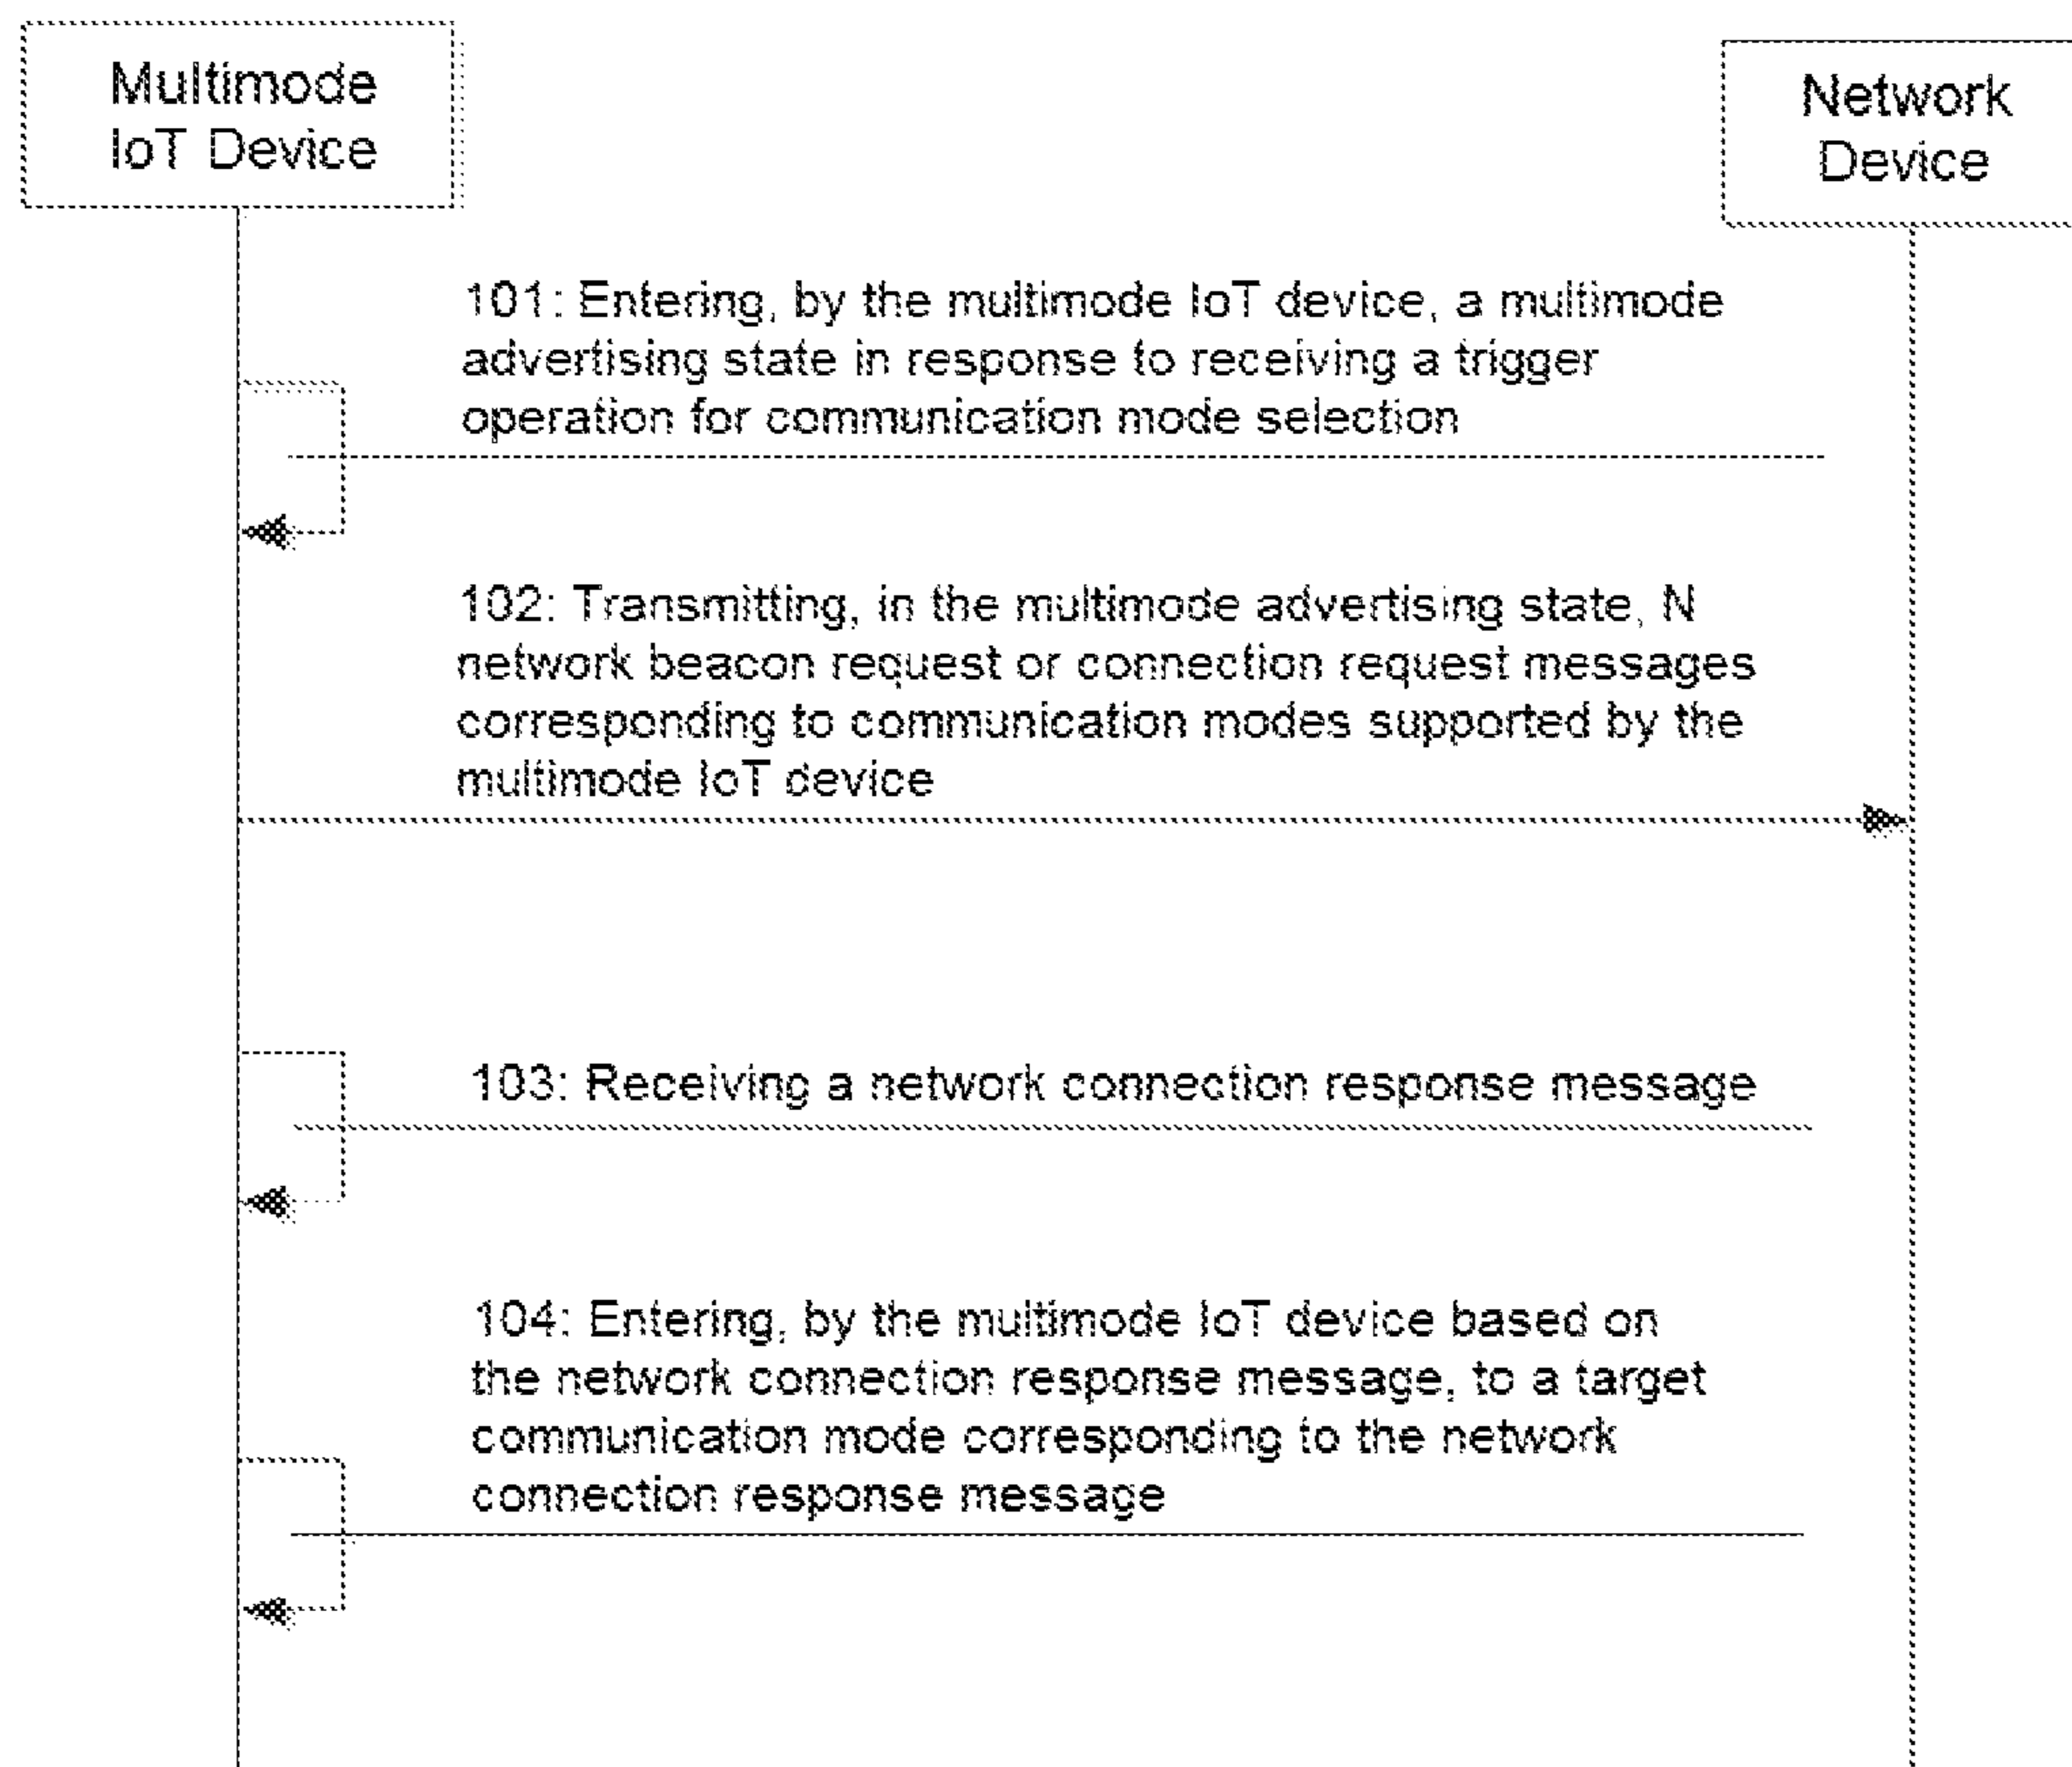 Multimode
IoT Device
Network
Device
101: Entering, by the multimode IoT device, a multimode
advertising state in response to receiving a trigger
operation for communication mode selection
102: Transmitting, in the multimode advertising state, N
network beacon request or connection request messages
corresponding to communication modes supported by the
multimode IoT device
103: Receiving a network connection response message
104: Entering, by the multimode IoT device based on
the network connection response message, to a target
communication mode corresponding to the network
connection response message